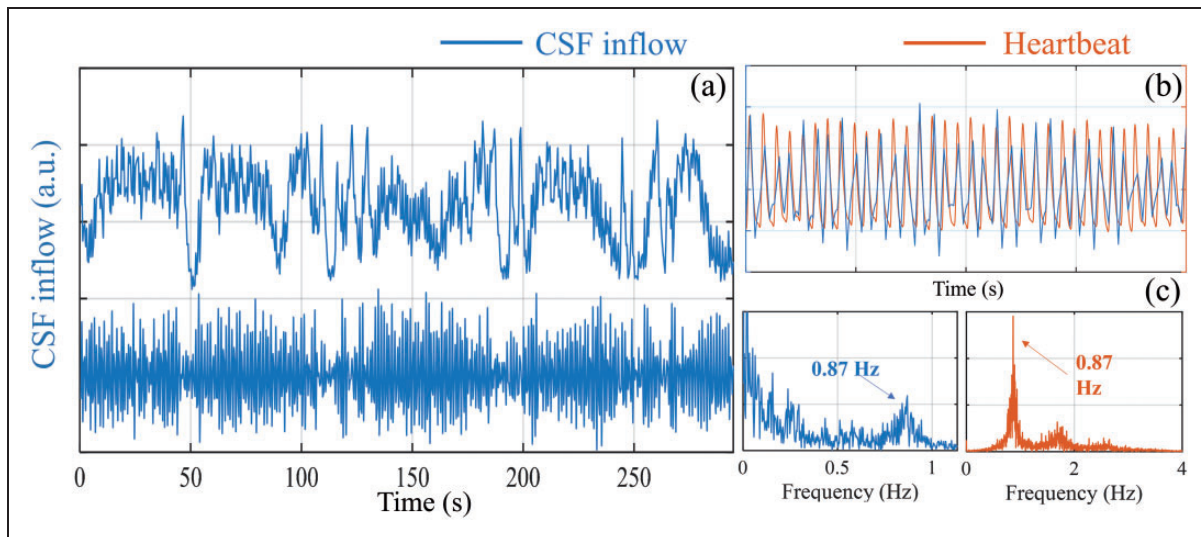 CSF inflow
Heartbeat
(a)
CSF inflow (a.u.)
0 50 100 150 200 250
Time (s)
(b)
Time (s)
(c)
0.87 Hz
0 0.5 1
Frequency (Hz)
0.87
Hz
0 2 4
Frequency (Hz)